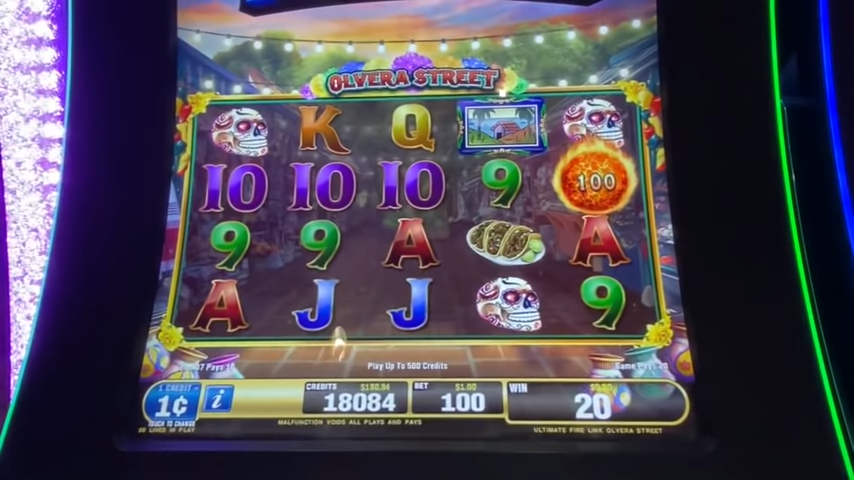 OLVERA STREET
K Q
10 10 10 9 100
9 9 A A
A J J 9
Play Up To 500 Credits
1 CREDIT
1¢
TOUCH TO CHANGE
i
CREDITS $180.84
18084
BET $1.00
100
WIN
20
MALFUNCTION VOIDS ALL PLAYS AND PAYS
ULTIMATE FIRE LINK OLVERA STREET